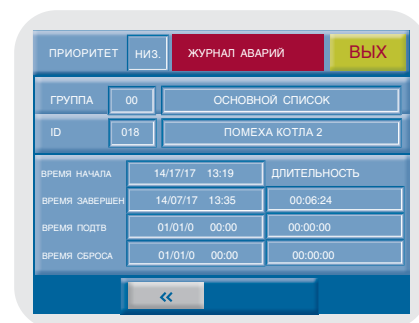 ПРИОРИТЕТ НИЗ. ЖУРНАЛ АВАРИЙ ВЫХ
ГРУППА 00 ОСНОВНОЙ СПИСОК
ID 018 ПОМЕХА КОТЛА 2
ВРЕМЯ НАЧАЛА 14/17/17 13:19 ДЛИТЕЛЬНОСТЬ
ВРЕМЯ ЗАВЕРШЕН 14/07/17 13:35 00:06:24
ВРЕМЯ ПОДТВ 01/01/0 00:00 00:00:00
ВРЕМЯ СБРОСА 01/01/0 00:00 00:00:00
«